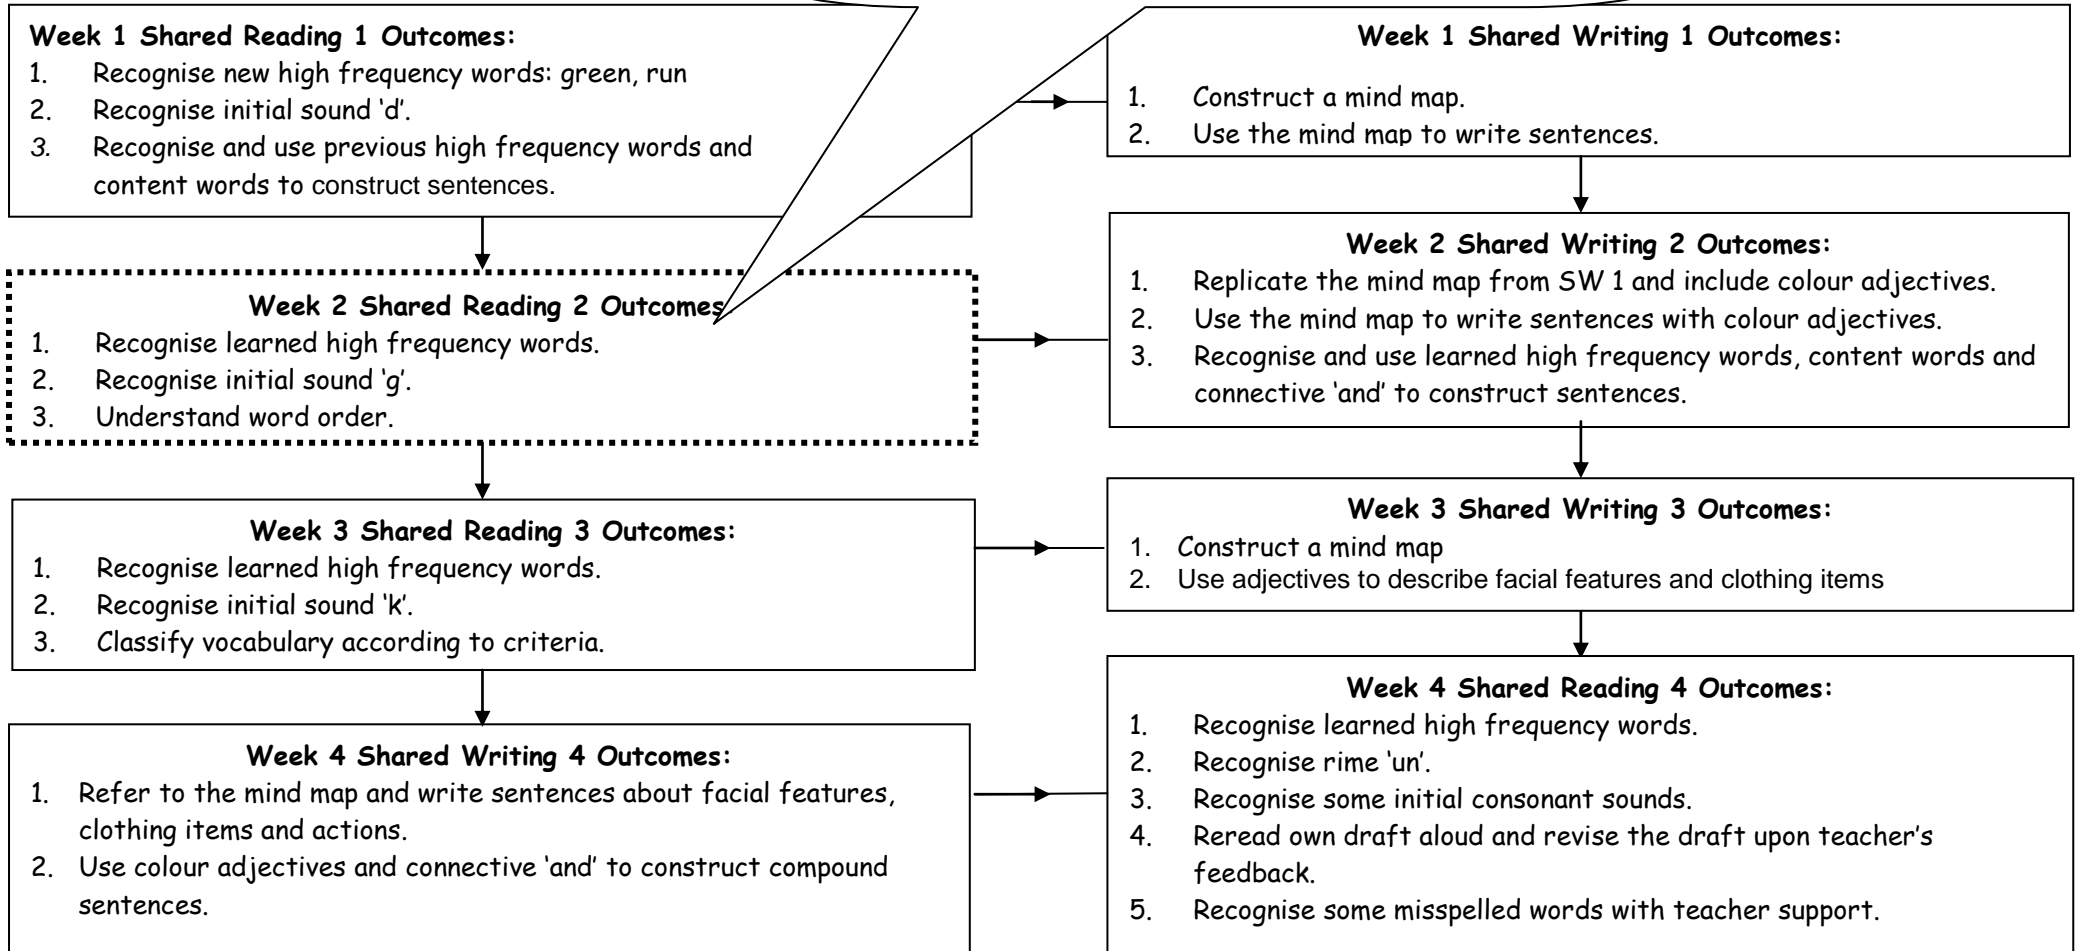 Week 1 Shared Reading 1 Outcomes:
1. Recognise new high frequency words: green, run
2. Recognise initial sound ‘d’.
3. Recognise and use previous high frequency words and
content words to construct sentences.
Week 1 Shared Writing 1 Outcomes:
1. Construct a mind map.
2. Use the mind map to write sentences.
Week 2 Shared Reading 2 Outcomes
1. Recognise learned high frequency words.
2. Recognise initial sound ‘g’.
3. Understand word order.
Week 2 Shared Writing 2 Outcomes:
1. Replicate the mind map from SW 1 and include colour adjectives.
2. Use the mind map to write sentences with colour adjectives.
3. Recognise and use learned high frequency words, content words and
connective ‘and’ to construct sentences.
Week 3 Shared Reading 3 Outcomes:
1. Recognise learned high frequency words.
2. Recognise initial sound ‘k’.
3. Classify vocabulary according to criteria.
Week 3 Shared Writing 3 Outcomes:
1. Construct a mind map
2. Use adjectives to describe facial features and clothing items
Week 4 Shared Writing 4 Outcomes:
1. Refer to the mind map and write sentences about facial features,
clothing items and actions.
2. Use colour adjectives and connective ‘and’ to construct compound
sentences.
Week 4 Shared Reading 4 Outcomes:
1. Recognise learned high frequency words.
2. Recognise rime ‘un’.
3. Recognise some initial consonant sounds.
4. Reread own draft aloud and revise the draft upon teacher’s
feedback.
5. Recognise some misspelled words with teacher support.